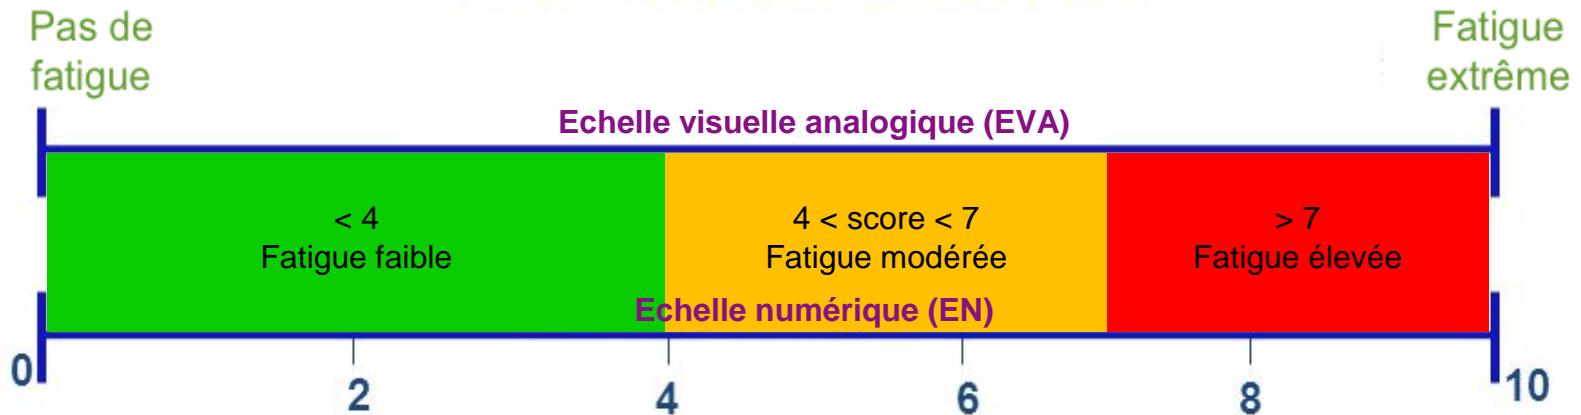 Pas de
fatigue
Fatigue
extrême
Echelle visuelle analogique (EVA)
< 4
Fatigue faible
4 < score < 7
Fatigue modérée
> 7
Fatigue élevée
Echelle numérique (EN)
0
2
4
6
8
10